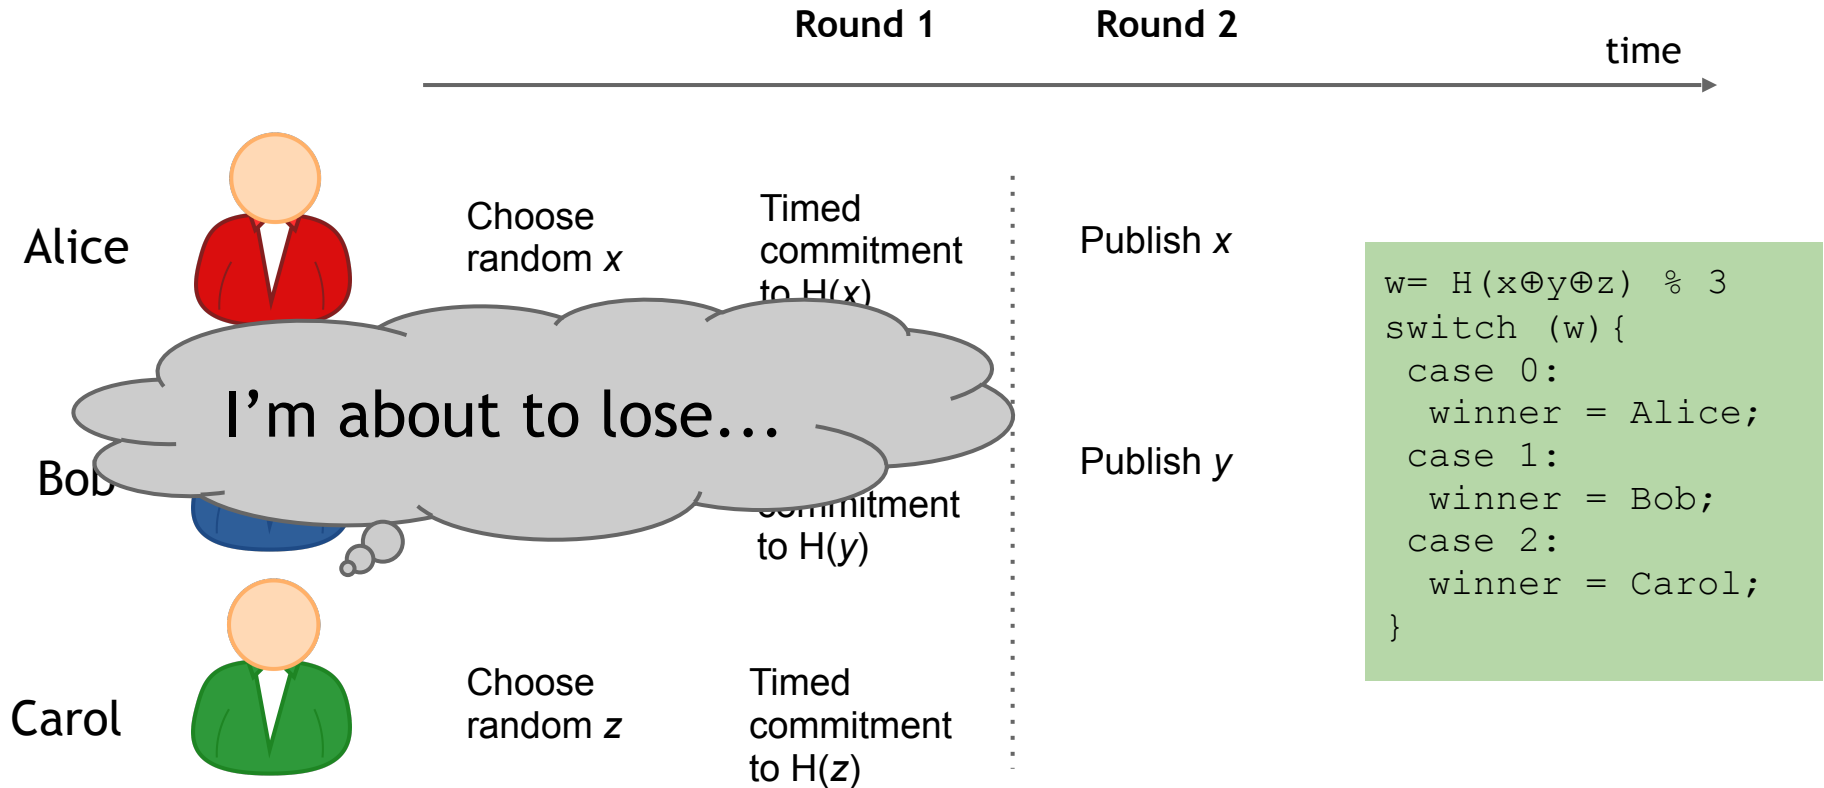 Round 1
Round 2
time
Alice
Choose
random x
Timed
commitment
to H(x)
Publish x
I'm about to lose...
Bob
commitment
to H(y)
Publish y
Carol
Choose
random z
Timed
commitment
to H(z)
w= H(x⊕y⊕z) % 3
switch (w){
case 0:
winner = Alice;
case 1:
winner = Bob;
case 2:
winner = Carol;
}